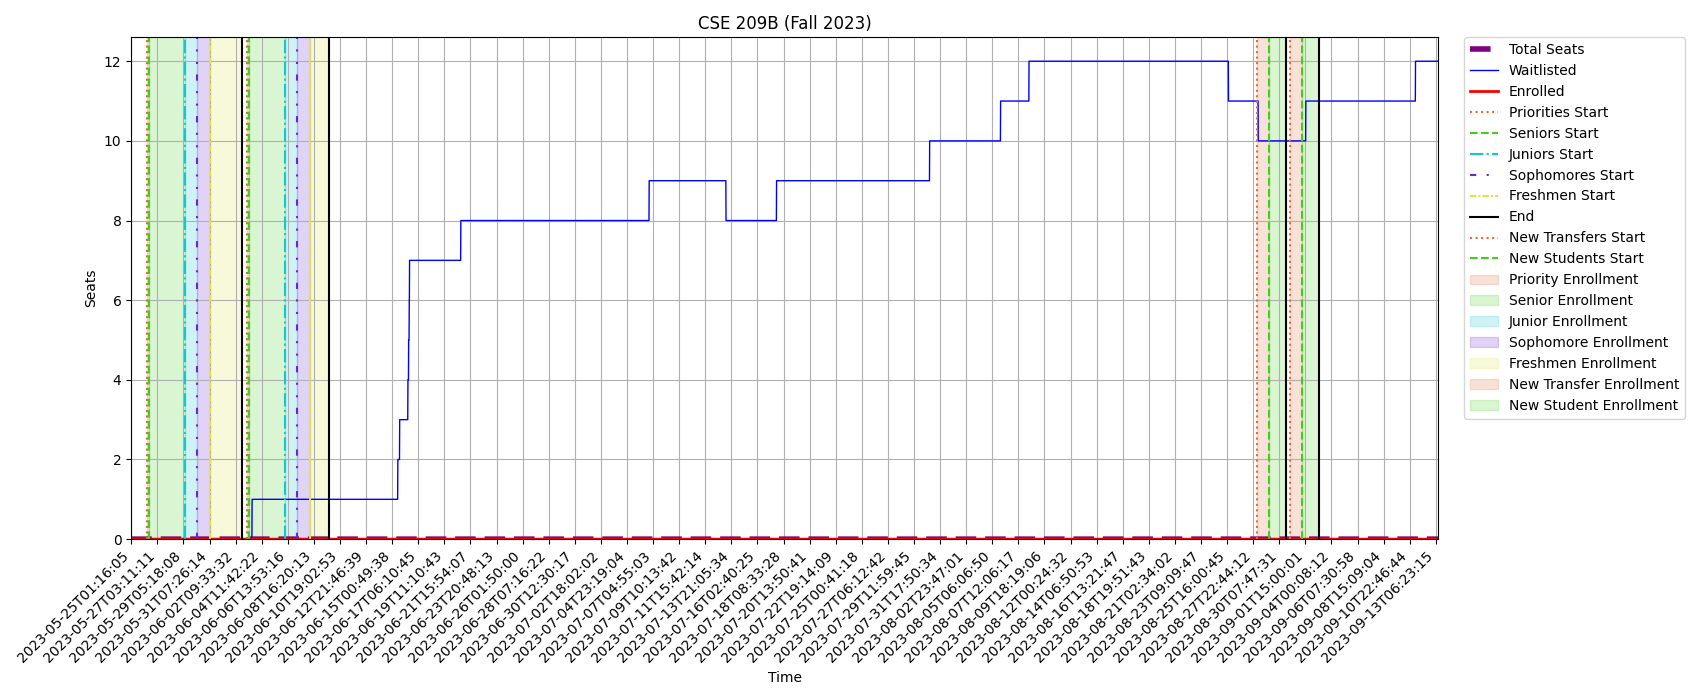 CSE 209B (Fall 2023)
Seats
12
10
8
6
4
2
0
2023-05-25T01:16:05
2023-05-27T03:11:11
2023-05-29T05:18:08
2023-05-31T07:26:14
2023-06-02T09:33:32
2023-06-04T11:42:22
2023-06-06T13:53:16
2023-06-08T16:20:13
2023-06-10T19:02:53
2023-06-12T21:46:39
2023-06-15T00:49:38
2023-06-17T06:10:45
2023-06-19T11:10:43
2023-06-21T15:54:07
2023-06-23T20:48:13
2023-06-26T01:50:00
2023-06-28T07:16:22
2023-06-30T12:30:17
2023-07-02T18:02:02
2023-07-04T23:19:04
2023-07-07T04:55:03
2023-07-09T10:13:42
2023-07-11T15:42:14
2023-07-13T21:05:34
2023-07-16T02:40:25
2023-07-18T08:33:28
2023-07-20T13:50:41
2023-07-22T19:14:09
2023-07-25T00:41:18
2023-07-27T06:12:42
2023-07-29T11:59:45
2023-07-31T17:50:34
2023-08-02T23:47:01
2023-08-05T06:06:50
2023-08-07T12:06:17
2023-08-09T18:19:06
2023-08-12T00:24:32
2023-08-14T06:50:53
2023-08-16T13:21:47
2023-08-18T19:51:43
2023-08-21T02:34:02
2023-08-23T09:09:47
2023-08-25T16:00:45
2023-08-27T22:44:12
2023-08-30T07:47:31
2023-09-01T15:00:01
2023-09-04T00:08:12
2023-09-06T07:30:58
2023-09-08T15:09:04
2023-09-10T22:46:44
2023-09-13T06:23:15
Time
Total Seats
Waitlisted
Enrolled
Priorities Start
Seniors Start
Juniors Start
Sophomores Start
Freshmen Start
End
New Transfers Start
New Students Start
Priority Enrollment
Senior Enrollment
Junior Enrollment
Sophomore Enrollment
Freshmen Enrollment
New Transfer Enrollment
New Student Enrollment